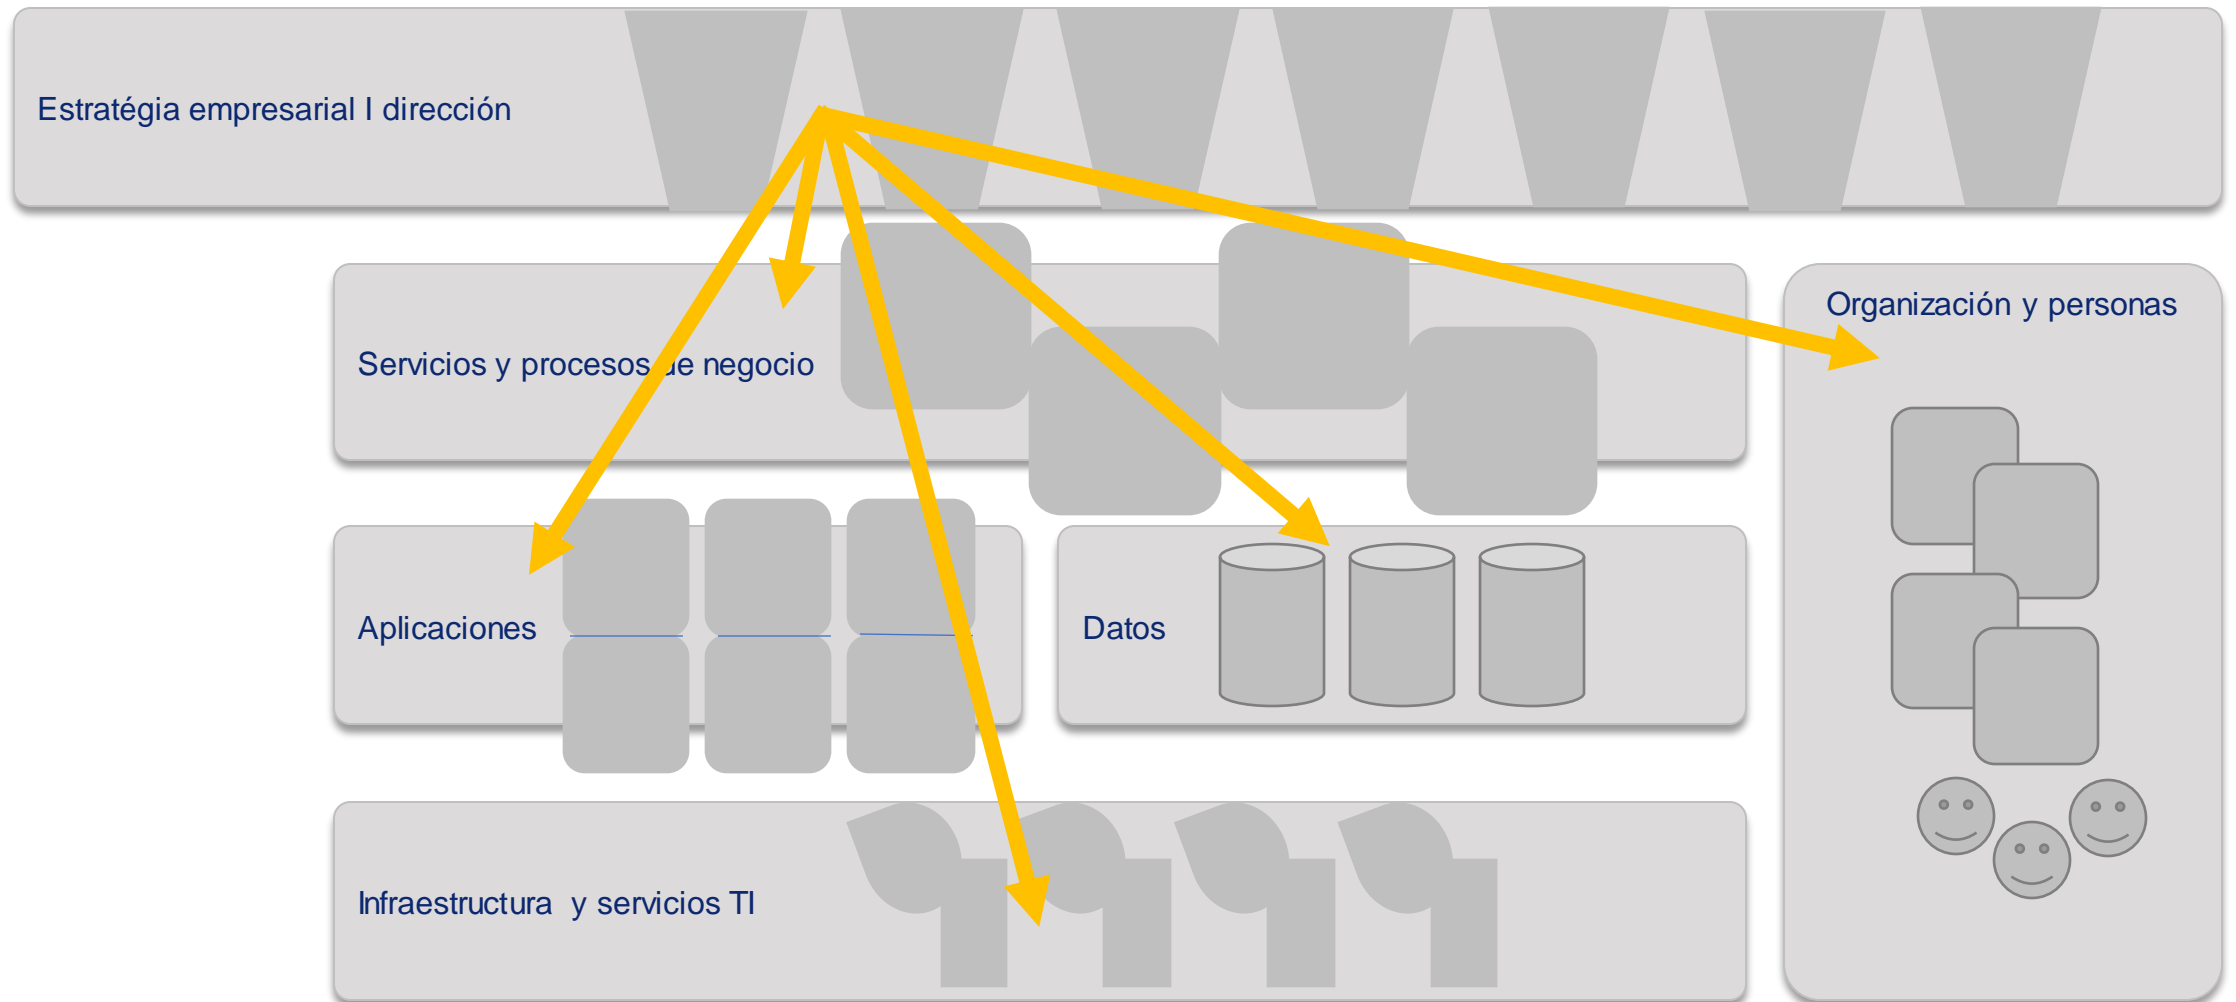 Estratégia empresarial I dirección
Organización y personas
Servicios y procesos de negocio
Aplicaciones
Datos
Infraestructura y servicios TI